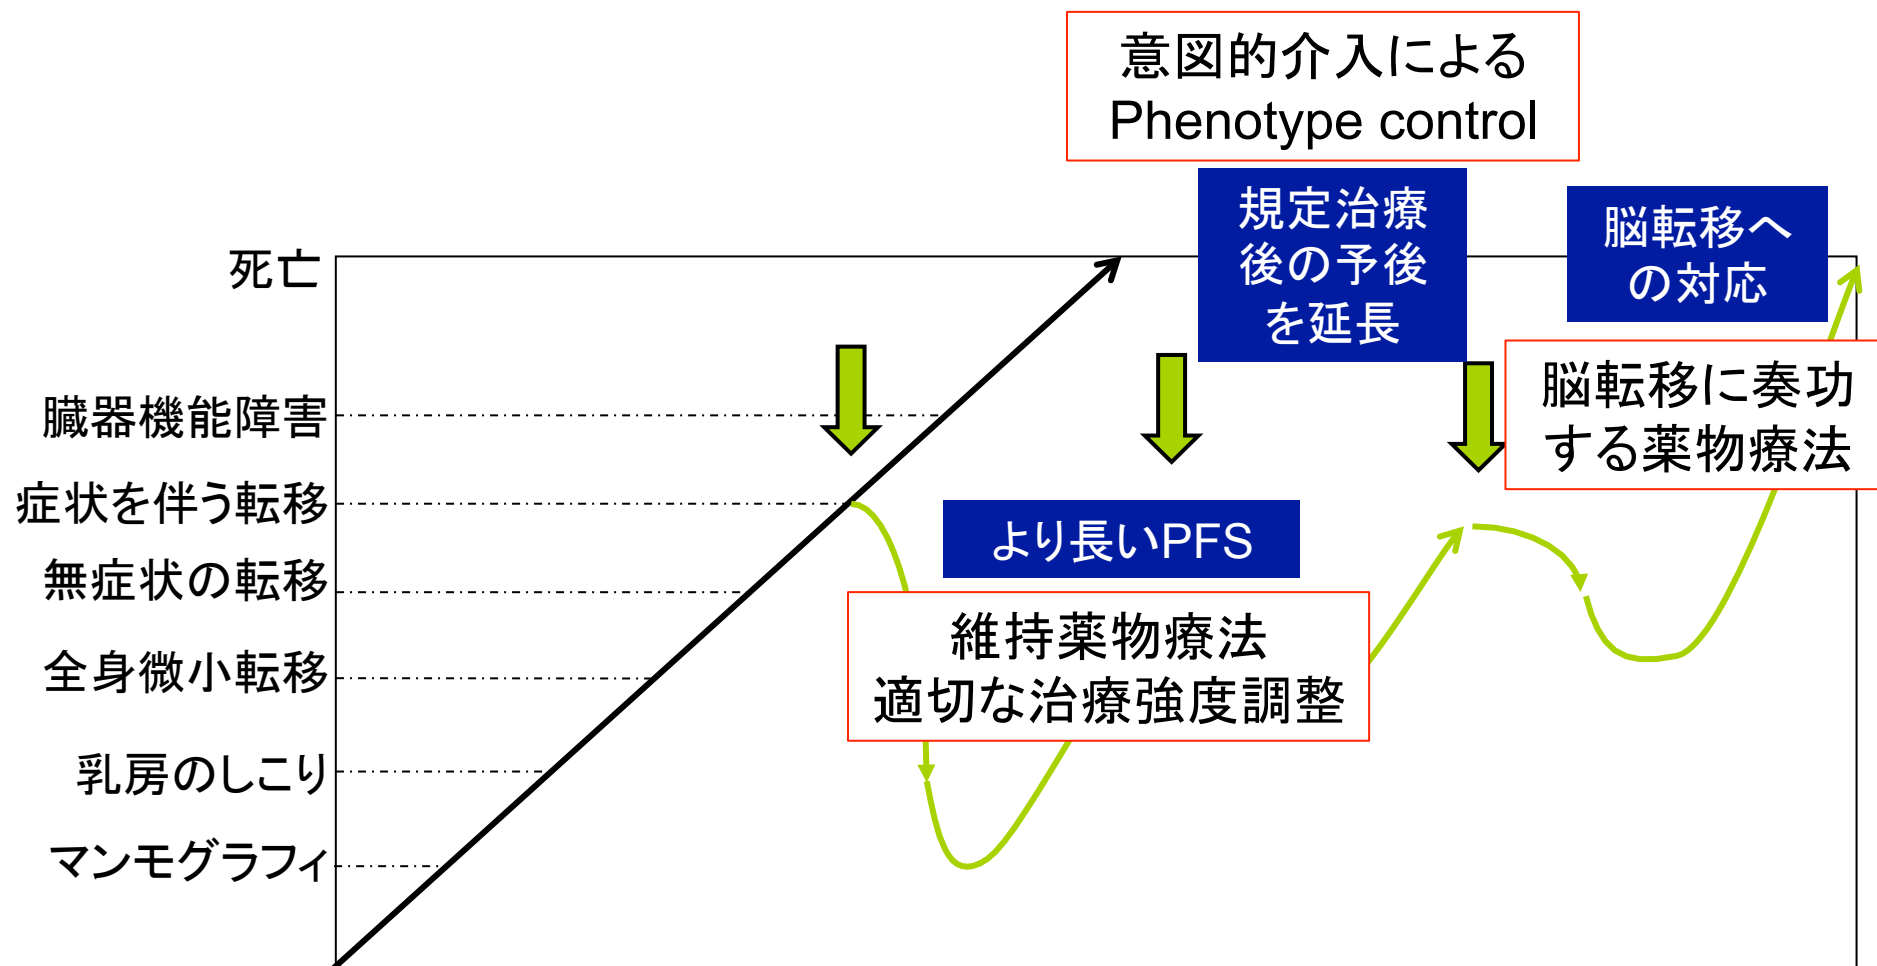 意図的介入による
Phenotype control
規定治療
後の予後
を延長
脳転移へ
の対応
死亡
脳転移に奏功
する薬物療法
臓器機能障害
症状を伴う転移
より長いPFS
無症状の転移
維持薬物療法
適切な治療強度調整
全身微小転移
乳房のしこり
マンモグラフィ